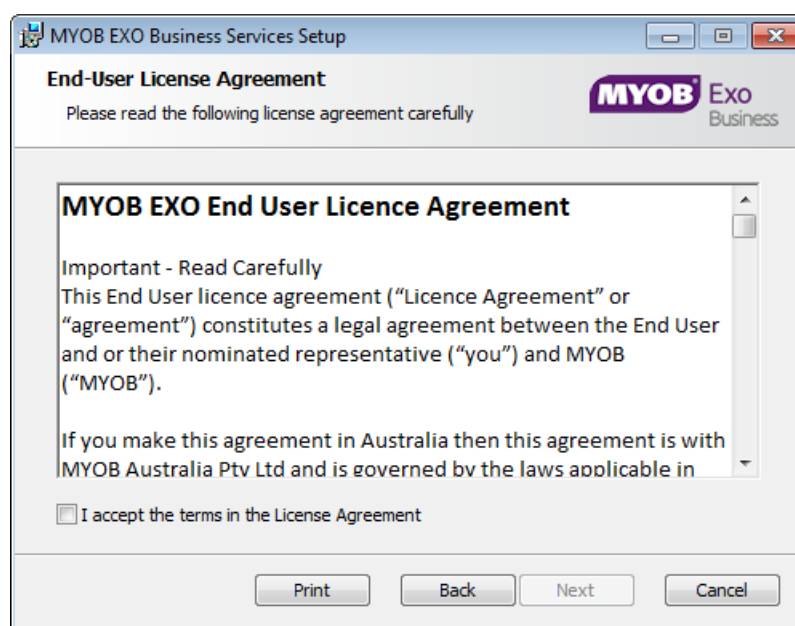 MYOB EXO Business Services Setup
End-User License Agreement
Please read the following license agreement carefully
MYOB Exo
Business
MYOB EXO End User Licence Agreement
Important - Read Carefully
This End User licence agreement (“Licence Agreement” or
“agreement”) constitutes a legal agreement between the End User
and or their nominated representative (“you”) and MYOB
(“MYOB”).
If you make this agreement in Australia then this agreement is with
MYOB Australia Pty Ltd and is governed by the laws applicable in
I accept the terms in the License Agreement
Print Back Next Cancel